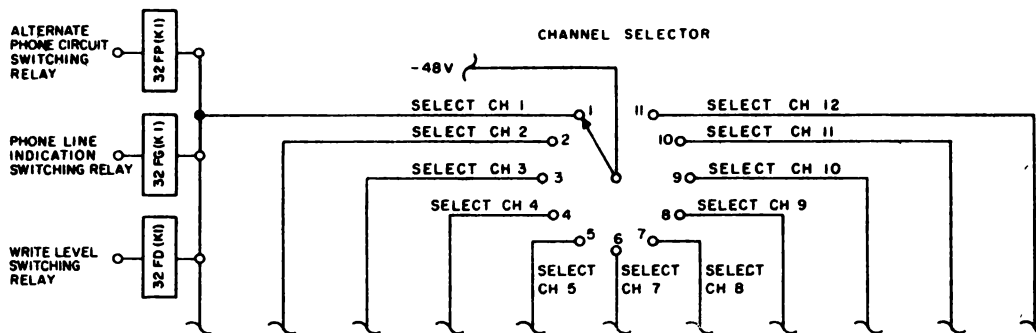 ALTERNATE
PHONE CIRCUIT
SWITCHING
RELAY
32 FP (K1)
PHONE LINE
INDICATION
SWITCHING RELAY
32 FG (K1)
WRITE LEVEL
SWITCHING
RELAY
32 FD (K1)
CHANNEL SELECTOR
-48V
SELECT CH 1
1
11
SELECT CH 12
SELECT CH 2
2
10
SELECT CH 11
SELECT CH 3
3
9
SELECT CH 10
SELECT CH 4
4
8
SELECT CH 9
5
6
7
SELECT
CH 5
SELECT
CH 7
SELECT
CH 8